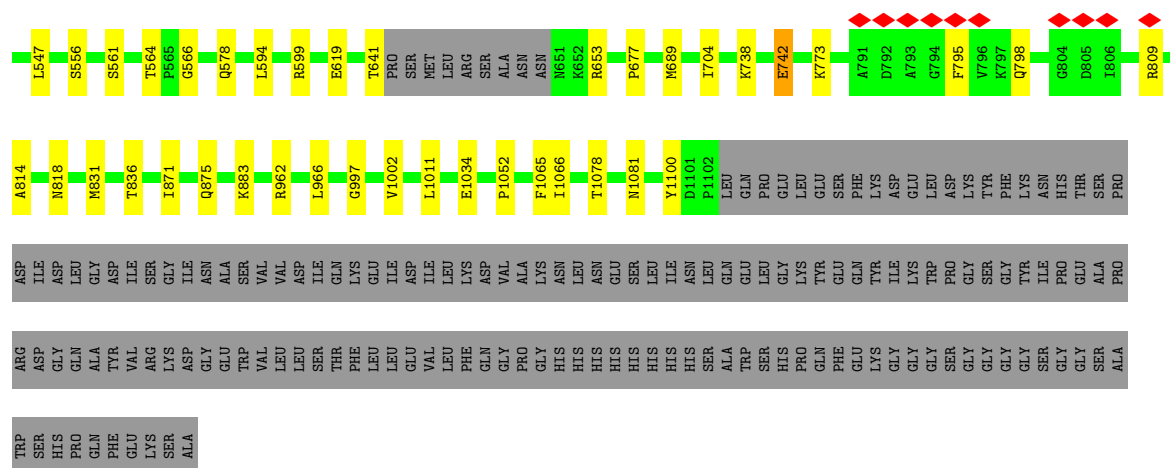 L547 S556 S561 T564 P565 G566 Q578 L594 R599 E619 T641 PRO SER MET LEU ARG SER ALA ASN ASN N651 K652 R653 P677 M689 I704 K738 E742 K773 A791 D792 A793 G794 F795 V796 K797 Q798 G804 D805 I806 R809
A814 N818 M831 T836 I871 Q875 K883 R962 L966 G997 V1002 L1011 E1034 P1052 F1065 I1066 T1078 N1081 Y1100 D1101 P1102 LEU GLN PRO GLU LEU GLU SER PHE LYS ASP GLU LEU ASP LYS TYR PHE LYS ASN HIS THR SER PRO
ASP ILE ASP LEU GLY ASP ILE SER GLY ILE ASN ALA SER VAL VAL ASP ILE GLN LYS GLU ILE ASP ILE LEU LYS ASP VAL ALA LYS ASN LEU ASN GLU SER LEU ILE ASN LEU GLN GLU LEU GLY LYS TYR GLU GLN TYR ILE LYS TRP PRO GLY SER GLY TYR ILE PRO GLU ALA PRO
ARG ASP GLY GLN ALA TYR VAL ARG LYS ASP GLY GLU TRP VAL LEU LEU SER THR PHE LEU LEU GLU VAL LEU PHE GLN GLY PRO GLY HIS HIS HIS HIS HIS HIS HIS HIS SER ALA TRP SER HIS PRO GLN PHE GLU LYS GLY GLY GLY SER GLY GLY GLY GLY SER GLY GLY SER ALA
TRP SER HIS PRO GLN PHE GLU LYS SER ALA